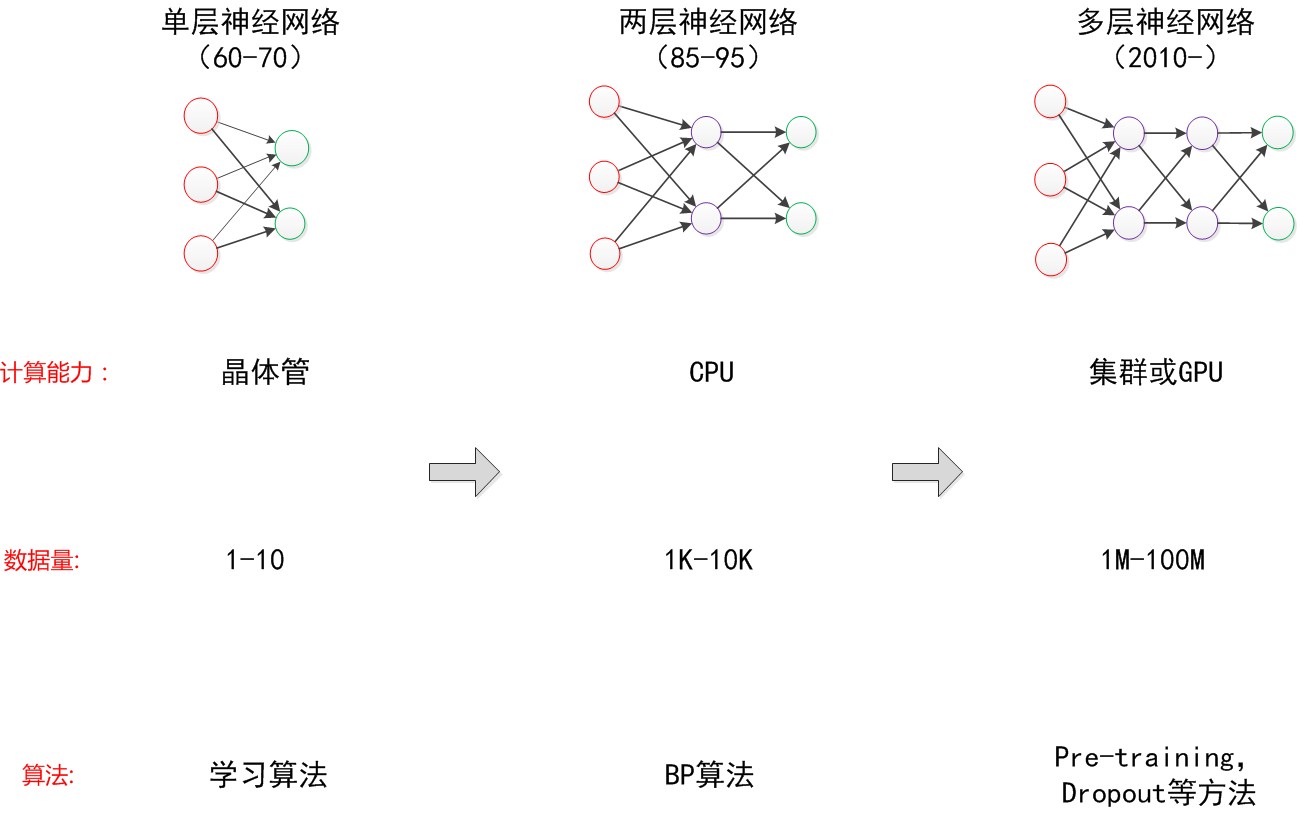 单层神经网络
（60-70）
两层神经网络
（85-95）
多层神经网络
（2010-）
计算能力：
晶体管
CPU
集群或GPU
数据量:
1-10
1K-10K
1M-100M
算法:
学习算法
BP算法
Pre-training,
Dropout等方法